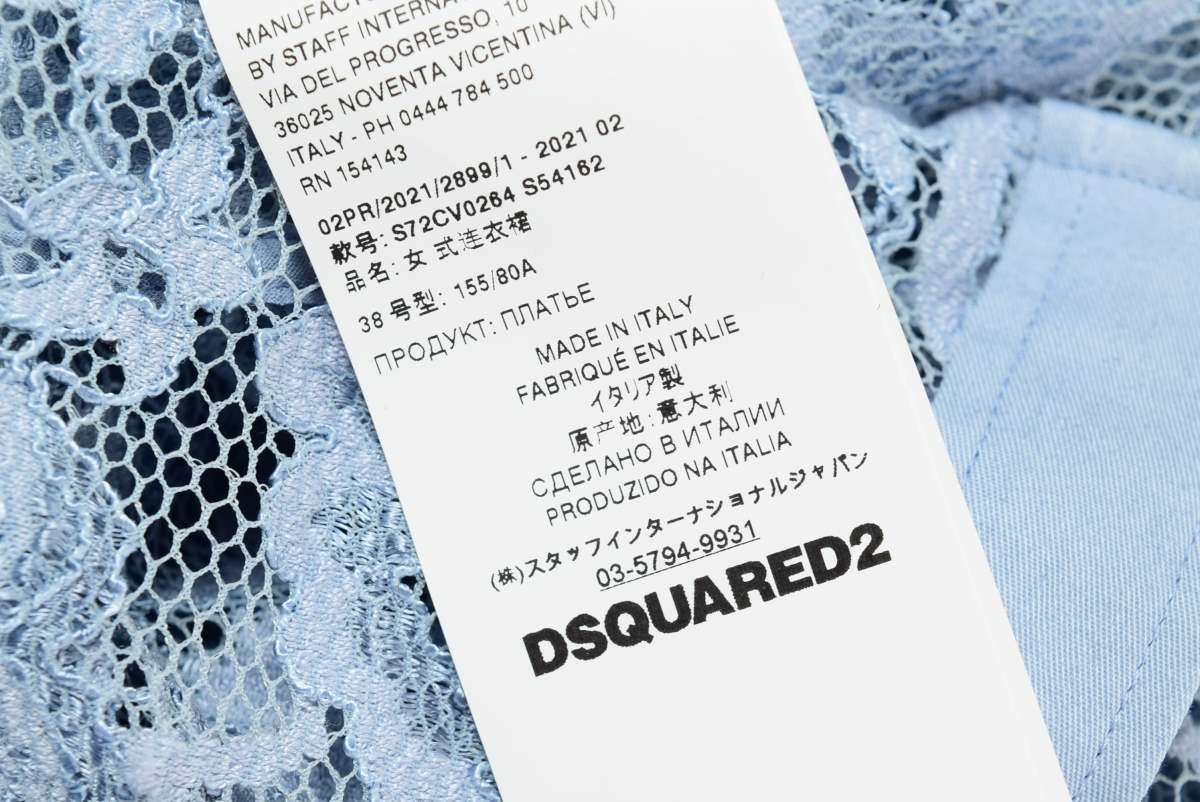 MANUFACTU
BY STAFF INTERNA
VIA DEL PROGRESSO, 10
36025 NOVENTA VICENTINA (VI)
ITALY - PH 0444 784 500
RN 154143
02PR/2021/2899/1 - 2021 02
款号: S72CV0264 S54162
品名: 女 式连衣裙
38 号型: 155/80A
ПРОДУКТ: ПЛАТЬЕ
MADE IN ITALY
FABRIQUÉ EN ITALIE
イタリア製
原产地: 意大利
СДЕЛАНО В ИТАЛИИ
PRODUZIDO NA ITALIA
(株)スタッフインターナショナルジャパン
03-5794-9931
DSQUARED2